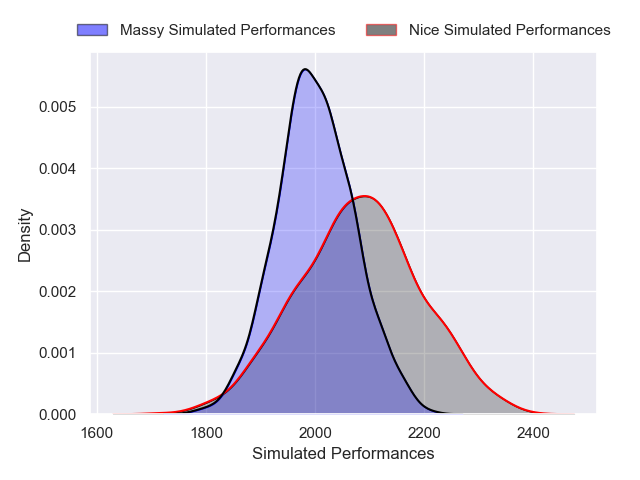 Massy Simulated Performances Nice Simulated Performances
0.005
0.004
0.003
0.002
0.001
0.000
Density
1600 1800 2000 2200 2400
Simulated Performances